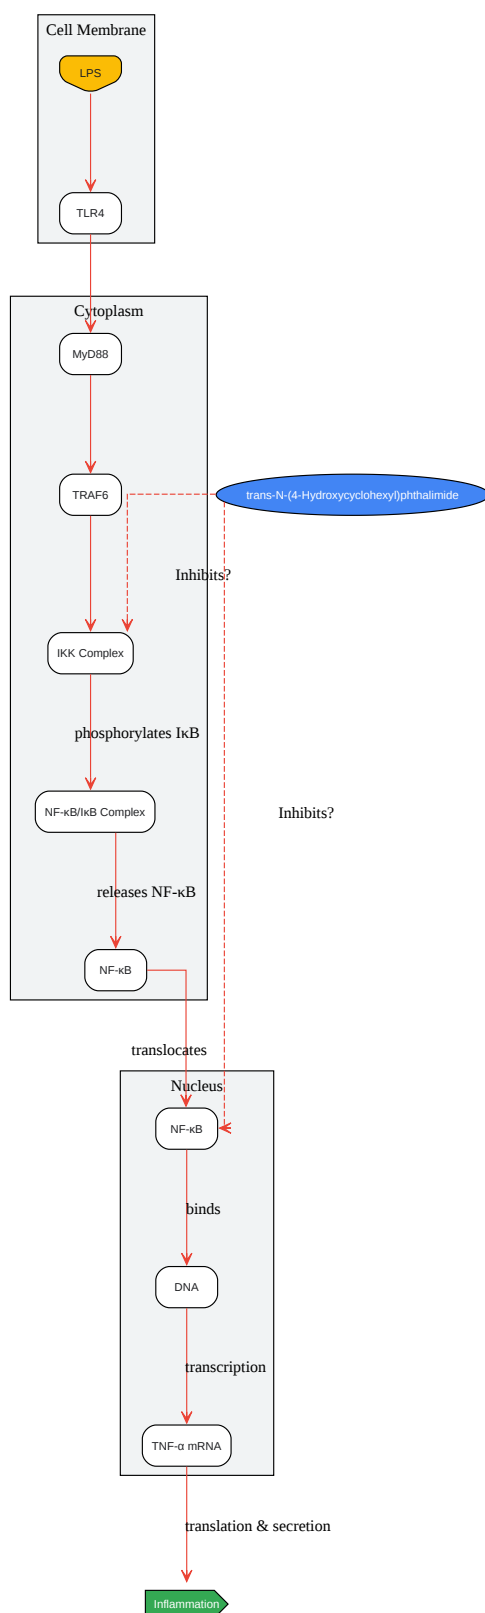 Cell Membrane
LPS
TLR4
Cytoplasm
MyD88
TRAF6
trans-N-(4-Hydroxycyclohexyl)phthalimide
Inhibits?
IKK Complex
phosphorylates IκB
NF-κB/IκB Complex
Inhibits?
releases NF-κB
NF-κB
translocates
Nucleus
NF-κB
binds
DNA
transcription
TNF-α mRNA
translation & secretion
Inflammation